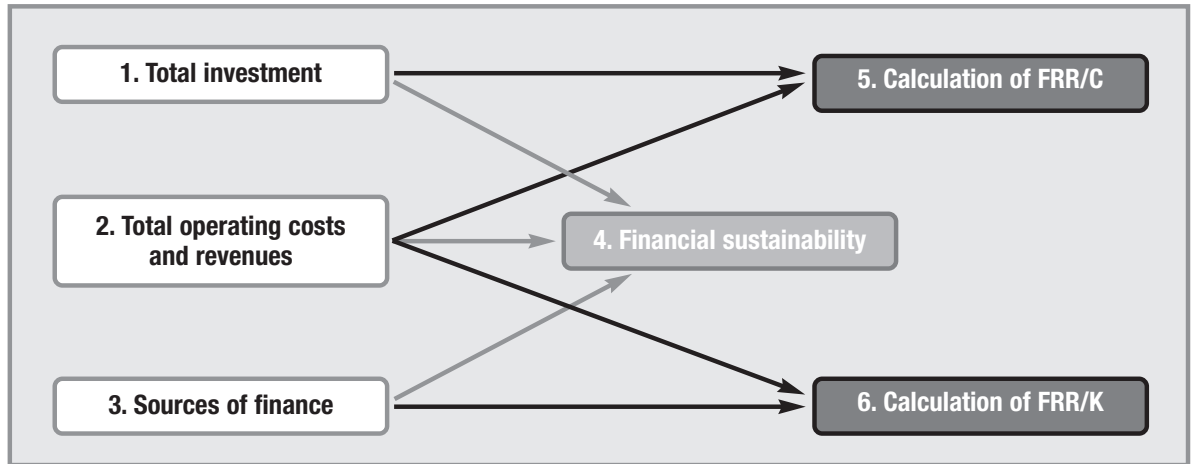 1. Total investment
2. Total operating costs
and revenues
3. Sources of finance
4. Financial sustainability
5. Calculation of FRR/C
6. Calculation of FRR/K